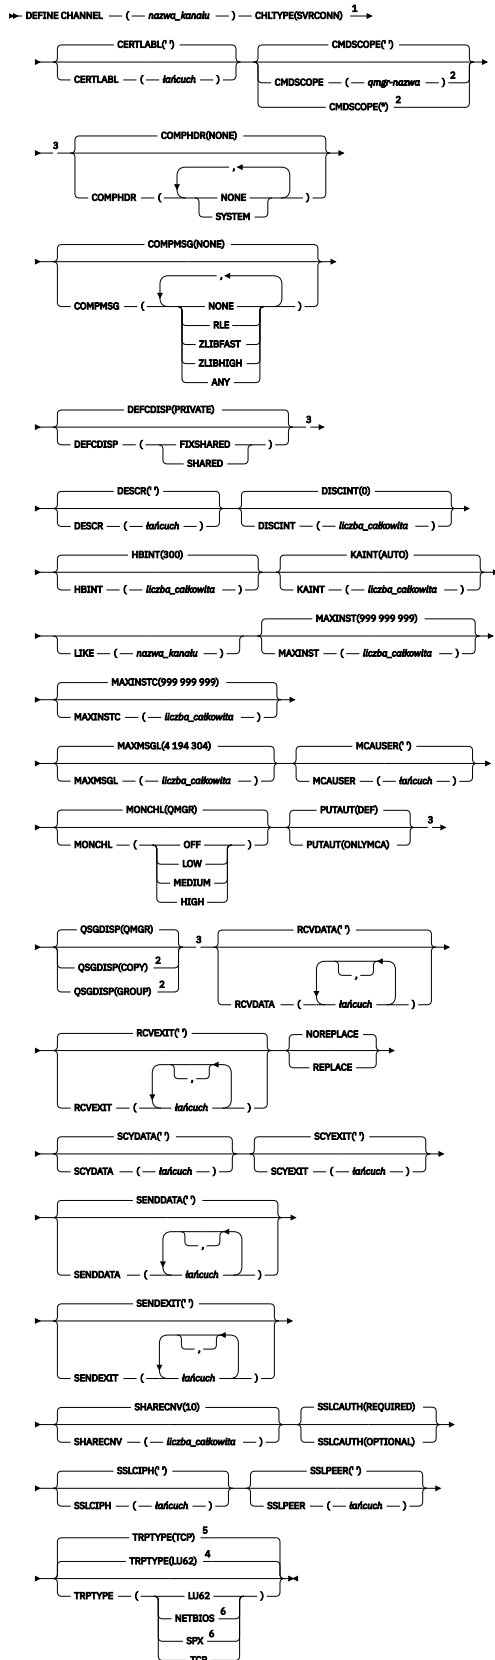 DEFINE CHANNEL ( nazwa_kanału ) CHLTYPE(SVRCONN) 1
CERTLABL(' ') CMDSCOPE(' ')
CERTLABL ( łańcuch ) CMDSCOPE ( qmgr-nazwa ) 2
CMDSCOPE(*) 2
3 COMPHDR(NONE)
,
COMPHDR ( NONE )
SYSTEM
COMPMSG(NONE)
,
COMPMSG ( NONE )
RLE
ZLIBFAST
ZLIBHIGH
ANY
DEFCDISP(PRIVATE) 3
DEFCDISP ( FIXSHARED )
SHARED
DESCR(' ') DISCINT(0)
DESCR ( łańcuch ) DISCINT ( liczba_całkowita )
HBINT(300) KAINT(AUTO)
HBINT ( liczba_całkowita ) KAINT ( liczba_całkowita )
MAXINST(999 999 999)
LIKE ( nazwa_kanału ) MAXINST ( liczba_całkowita )
MAXINSTC(999 999 999)
MAXINSTC ( liczba_całkowita )
MAXMSGL(4 194 304) MCAUSER(' ')
MAXMSGL ( liczba_całkowita ) MCAUSER ( łańcuch )
MONCHL(QMGR) PUTAUT(DEF) 3
MONCHL ( OFF ) PUTAUT(ONLYMCA)
LOW
MEDIUM
HIGH
QSGDISP(QMGR) 3 RCVDATA(' ')
QSGDISP(COPY) 2
QSGDISP(GROUP) 2 ,
RCVDATA ( łańcuch )
RCVEXIT(' ') NOREPLACE
REPLACE
,
RCVEXIT ( łańcuch )
SCYDATA(' ') SCYEXIT(' ')
SCYDATA ( łańcuch ) SCYEXIT ( łańcuch )
SENDDATA(' ')
,
SENDDATA ( łańcuch )
SENDEXIT(' ')
,
SENDEXIT ( łańcuch )
SHARECNV(10) SSLCAUTH(REQUIRED)
SHARECNV ( liczba_całkowita ) SSLCAUTH(OPTIONAL)
SSLCIPH(' ') SSLPEER(' ')
SSLCIPH ( łańcuch ) SSLPEER ( łańcuch )
TRPTYPE(TCP) 5
TRPTYPE(LU62) 4
TRPTYPE ( LU62 )
NETBIOS 6
SPX 6
TCP